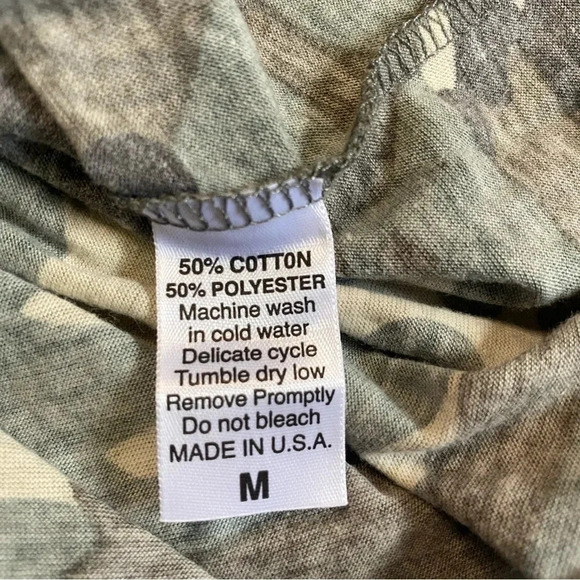 50% COTTON
50% POLYESTER
Machine wash
in cold water
Delicate cycle
Tumble dry low
Remove Promptly
Do not bleach
MADE IN U.S.A.
M